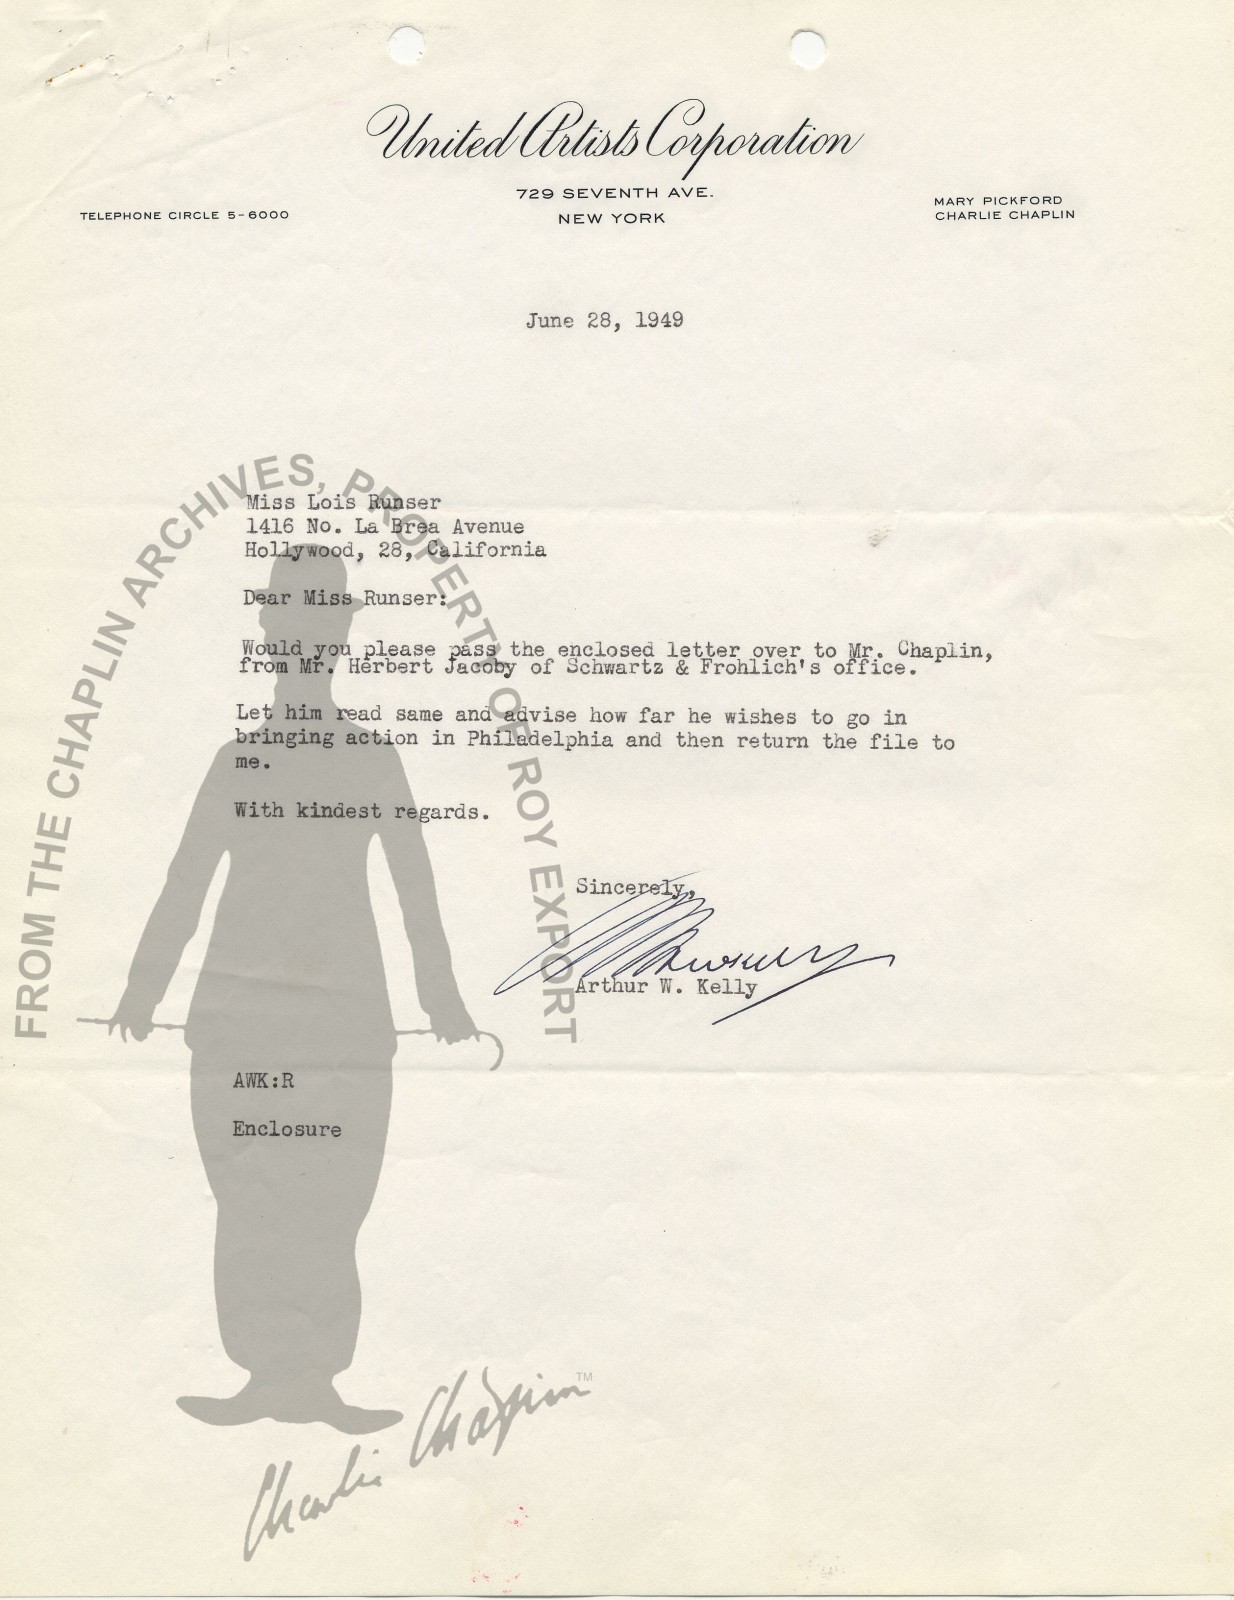 United Artists Corporation
729 SEVENTH AVE.
NEW YORK
TELEPHONE CIRCLE 5-6000
MARY PICKFORD
CHARLIE CHAPLIN
June 28, 1949
Miss Lois Runser
1416 No. La Brea Avenue
Hollywood, 28, California
Dear Miss Runser:
Would you please pass the enclosed letter over to Mr. Chaplin,
from Mr. Herbert Jacoby of Schwartz & Frohlich's office.
Let him read same and advise how far he wishes to go in
bringing action in Philadelphia and then return the file to
me.
With kindest regards.
Sincerely,
Arthur W. Kelly
AWK:R
Enclosure
FROM THE CHAPLIN ARCHIVES, PROPERTY OF ROY EXPORT
Charlie Chaplin TM